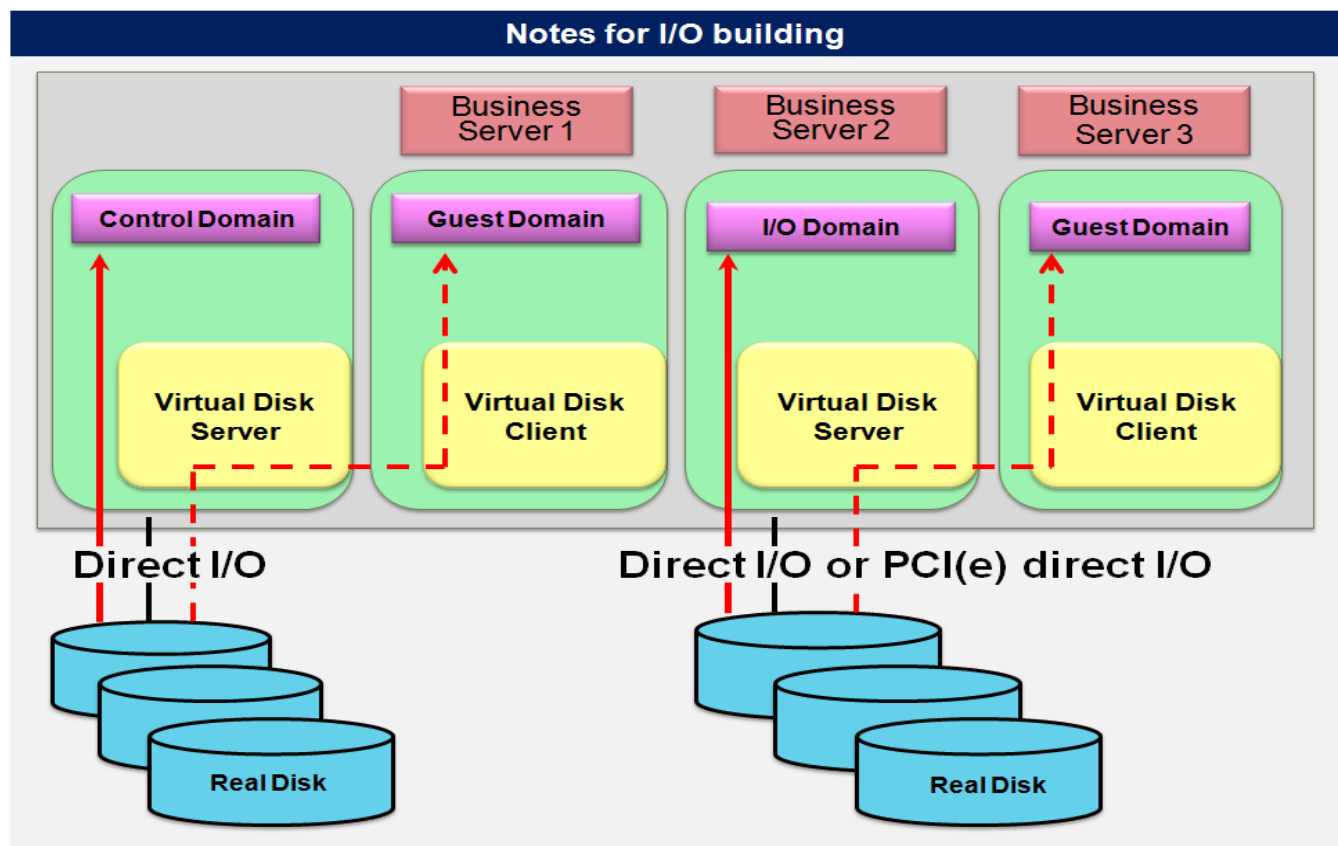 Notes for I/O building
Business
Server 1
Business
Server 2
Business
Server 3
Control Domain
Guest Domain
I/O Domain
Guest Domain
Virtual Disk
Server
Virtual Disk
Client
Virtual Disk
Server
Virtual Disk
Client
Direct I/O
Direct I/O or PCI(e) direct I/O
Real Disk
Real Disk